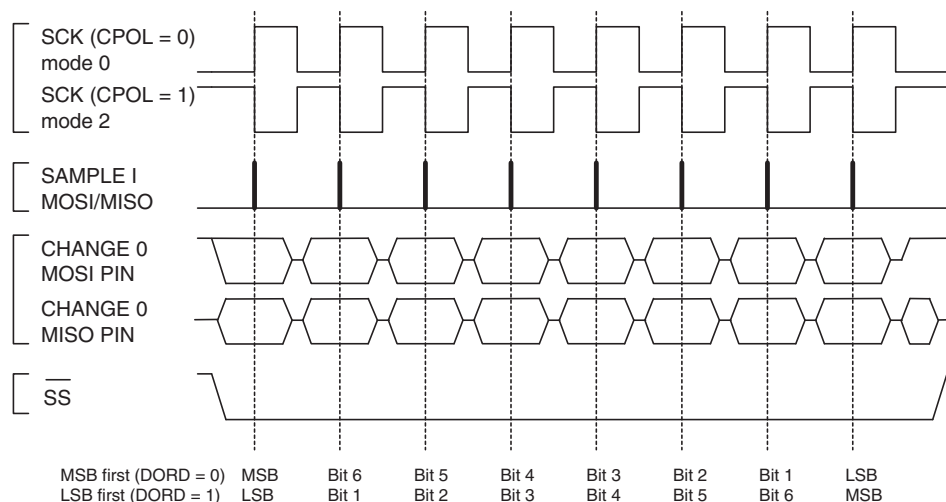 SCK (CPOL = 0)
mode 0
SCK (CPOL = 1)
mode 2
SAMPLE I
MOSI/MISO
CHANGE 0
MOSI PIN
CHANGE 0
MISO PIN
SS
MSB first (DORD = 0) MSB Bit 6 Bit 5 Bit 4 Bit 3 Bit 2 Bit 1 LSB
LSB first (DORD = 1) LSB Bit 1 Bit 2 Bit 3 Bit 4 Bit 5 Bit 6 MSB